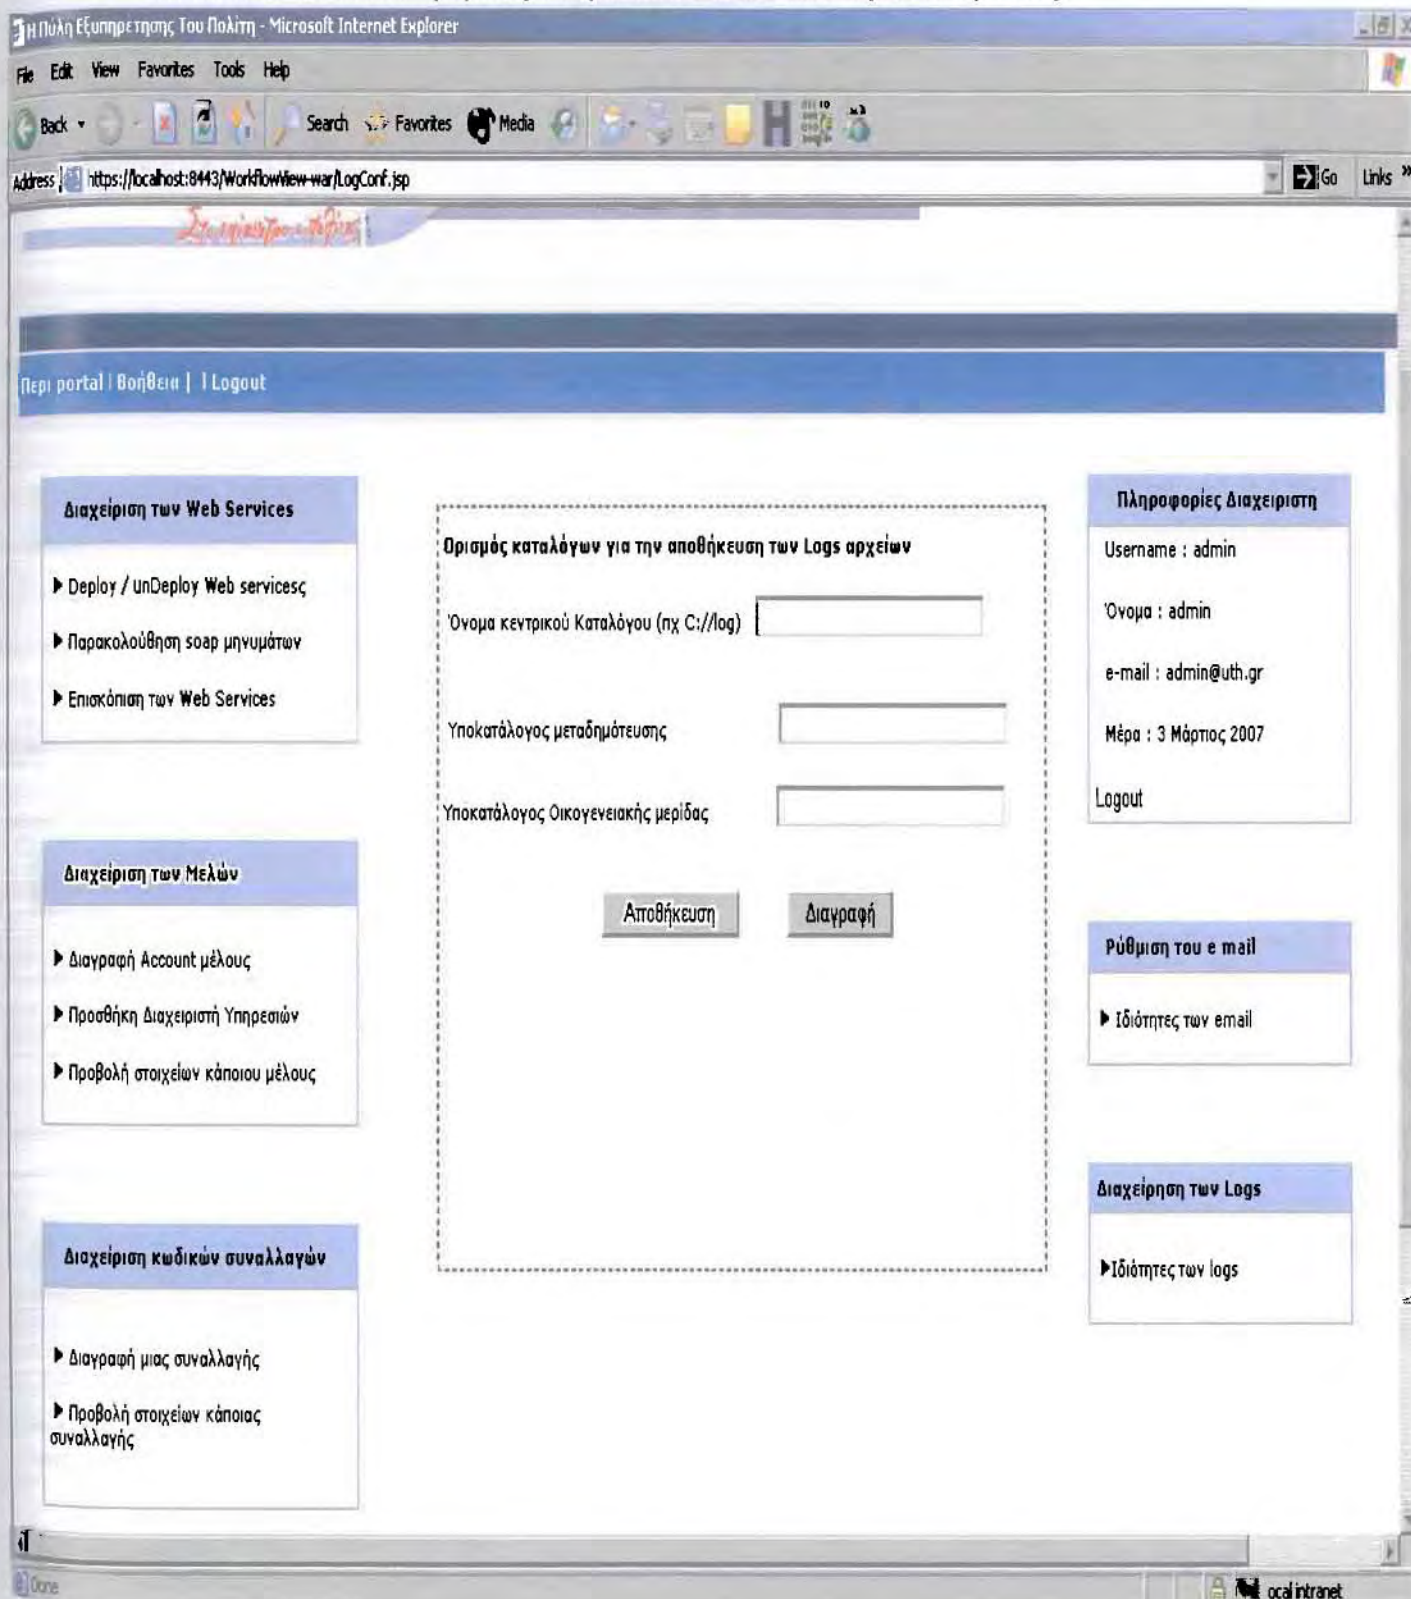 Η Πύλη Εξυπηρετησης Του Πολίτη - Microsoft Internet Explorer
File Edit View Favorites Tools Help
Back Search Favorites Media
Address https://localhost:8443/WorkflowView-war/LogConf.jsp Go Links »
Περι portal | Βοήθεια | | Logout
Διαχείριση των Web Services
Deploy / unDeploy Web servicesς
Παρακολούθηση soap μηνυμάτων
Επισκόπιση των Web Services
Διαχείριση των Μελών
Διαγραφή Account μέλους
Προσθήκη Διαχειριστή Υπηρεσιών
Προβολή στοιχείων κάποιου μέλους
Διαχείριση κωδικών συναλλαγών
Διαγραφή μιας συναλλαγής
Προβολή στοιχείων κάποιας
συναλλαγής
Ορισμός καταλόγων για την αποθήκευση των Logs αρχείων
Όνομα κεντρικού Καταλόγου (πχ C://log)
Υποκατάλογος μεταδημότευσης
Υποκατάλογος Οικογενειακής μερίδας
Αποθήκευση Διαγραφή
Πληροφορίες Διαχειριστη
Username : admin
Όνομα : admin
e-mail : admin@uth.gr
Μέρα : 3 Μάρτιος 2007
Logout
Ρύθμιση του e mail
Ιδιότητες των email
Διαχείρηση των Logs
Ιδιότητες των logs
Done
ocal intranet